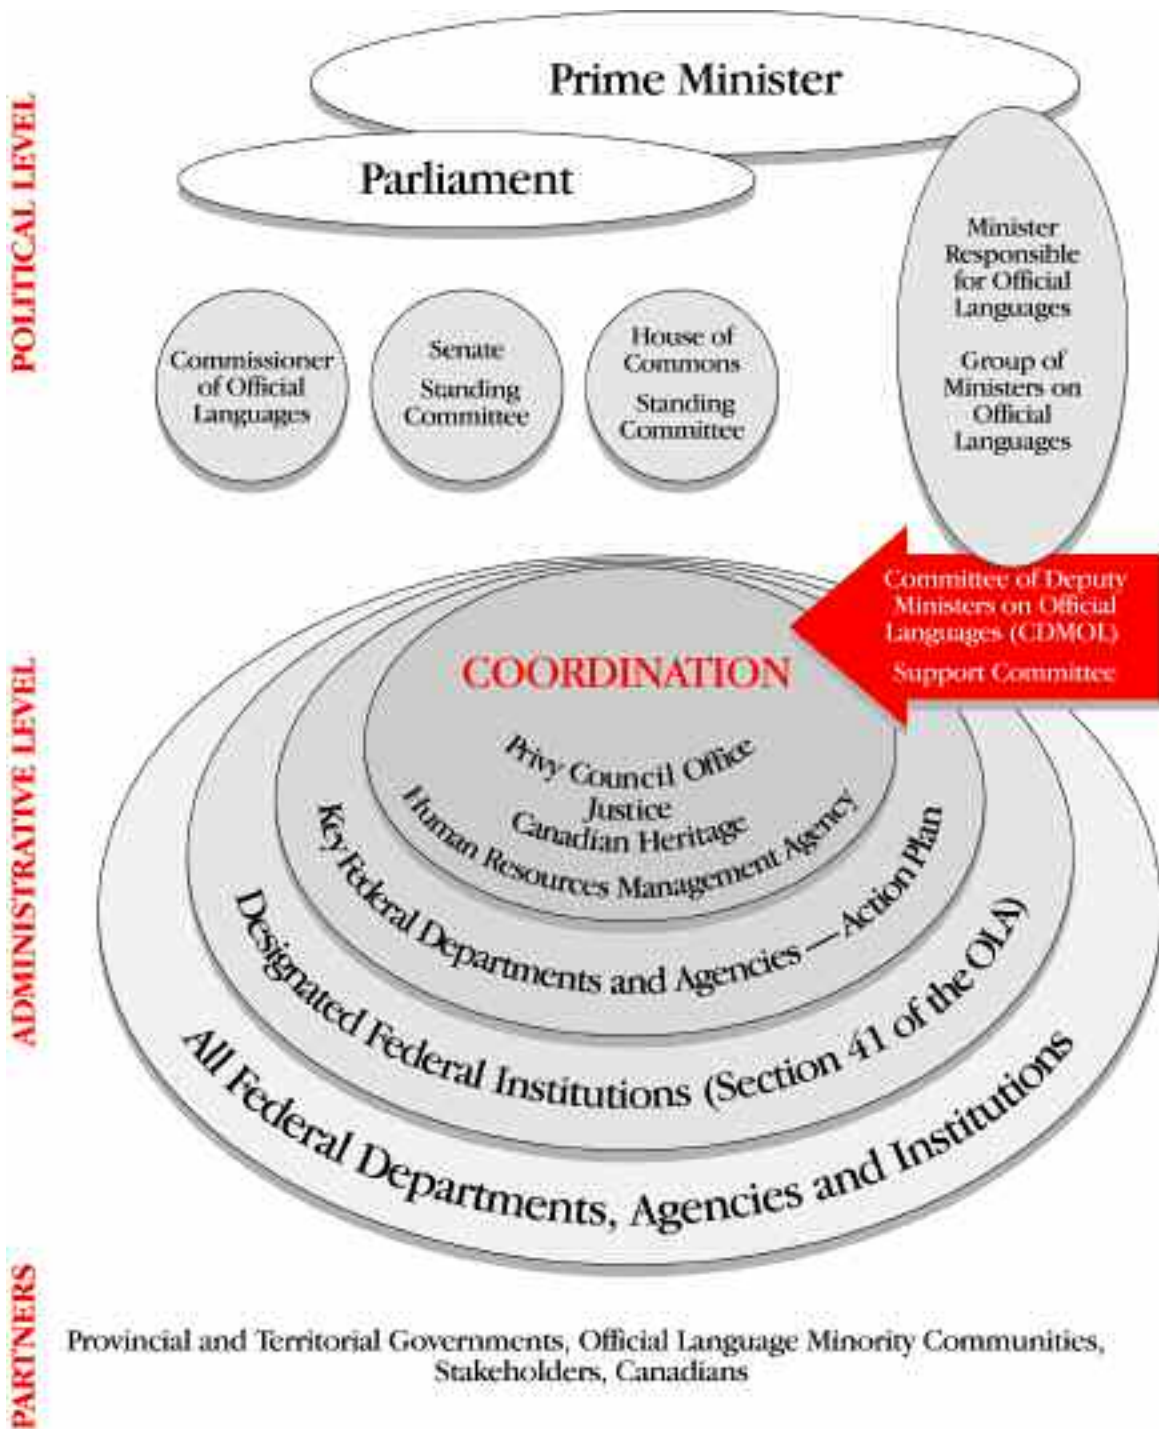 POLITICAL LEVEL
Prime Minister
Parliament
Minister
Responsible
for Official
Languages
Group of
Ministers on
Official
Languages
Commissioner
of Official
Languages
Senate
Standing
Committee
House of
Commons
Standing
Committee
ADMINISTRATIVE LEVEL
Committee of Deputy
Ministers on Official
Languages (CDMOL)
Support Committee
COORDINATION
Privy Council Office
Justice
Canadian Heritage
Human Resources Management Agency
Key Federal Departments and Agencies — Action Plan
Designated Federal Institutions (Section 41 of the OLA)
All Federal Departments, Agencies and Institutions
PARTNERS
Provincial and Territorial Governments, Official Language Minority Communities,
Stakeholders, Canadians